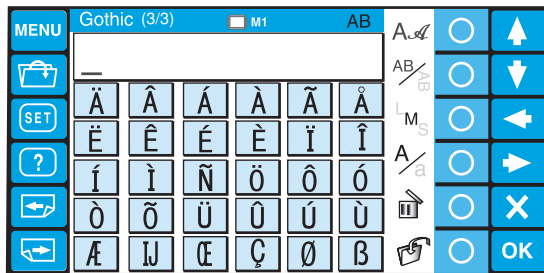 MENU Gothic (3/3) M1 AB A A
AB/AB
Ä Â Á À Ã Å
SET L M S
Ë Ê É È Ï Î
? A/a
Í Ì Ñ Ö Ô Ó
Ò Õ Ü Û Ú Ù
Æ IJ Œ Ç Ø ß OK